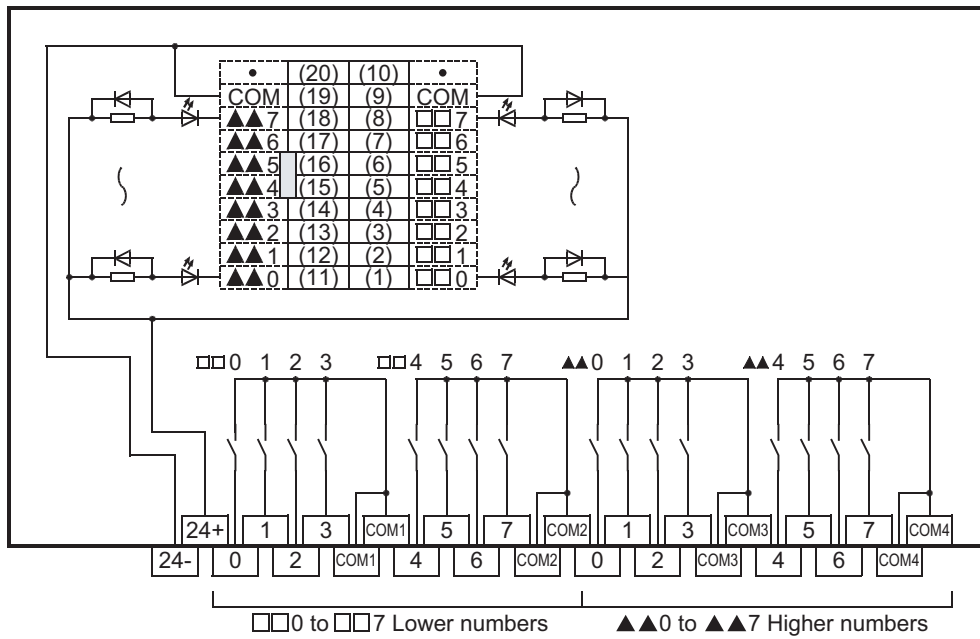 • (20) (10) •
COM (19) (9) COM
▲▲7 (18) (8) □□7
▲▲6 (17) (7) □□6
▲▲5 (16) (6) □□5
▲▲4 (15) (5) □□4
▲▲3 (14) (4) □□3
▲▲2 (13) (3) □□2
▲▲1 (12) (2) □□1
▲▲0 (11) (1) □□0
□□0 1 2 3 □□4 5 6 7 ▲▲0 1 2 3 ▲▲4 5 6 7
24+ 1 3 COM1 5 7 COM2 1 3 COM3 5 7 COM4
24- 0 2 COM1 4 6 COM2 0 2 COM3 4 6 COM4
□□0 to □□7 Lower numbers ▲▲0 to ▲▲7 Higher numbers